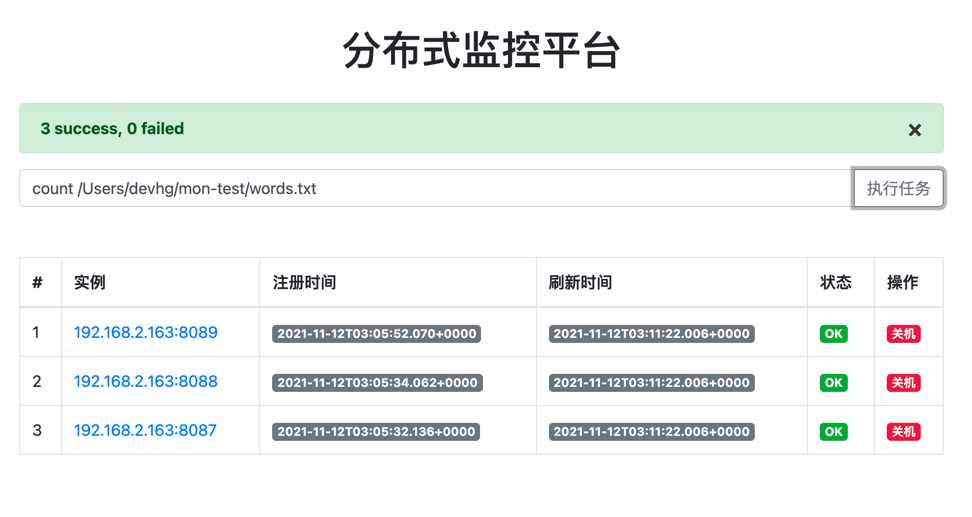 分布式监控平台
3 success, 0 failed ×
count /Users/devhg/mon-test/words.txt 执行任务
# 实例 注册时间 刷新时间 状态 操作
1 192.168.2.163:8089 2021-11-12T03:05:52.070+0000 2021-11-12T03:11:22.006+0000 OK 关机
2 192.168.2.163:8088 2021-11-12T03:05:34.062+0000 2021-11-12T03:11:22.006+0000 OK 关机
3 192.168.2.163:8087 2021-11-12T03:05:32.136+0000 2021-11-12T03:11:22.006+0000 OK 关机